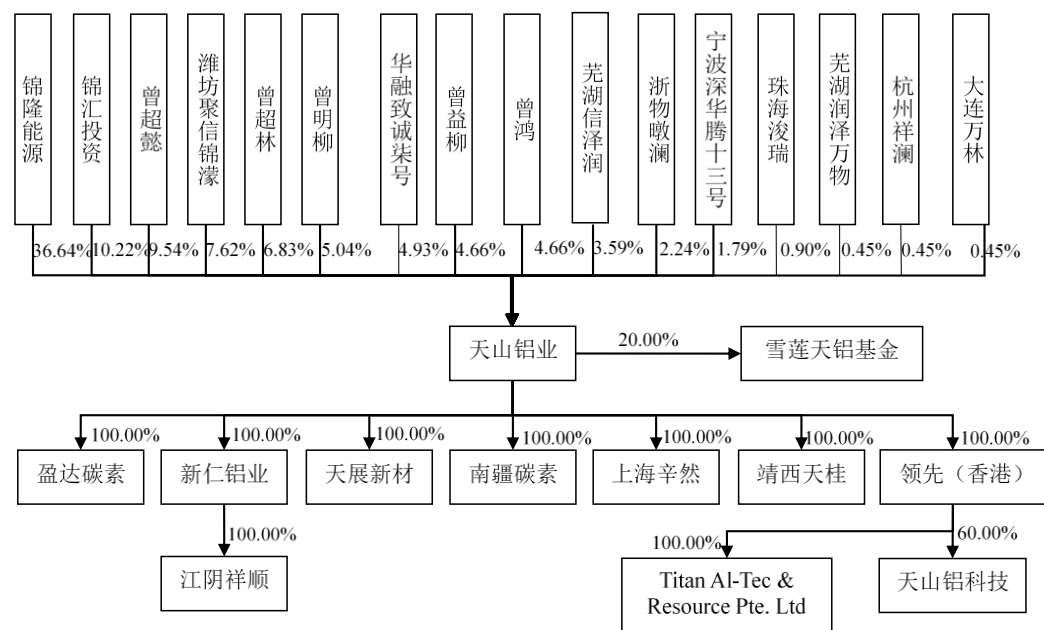 锦隆能源
锦汇投资
曾超懿
潍坊聚信锦濛
曾超林
曾明柳
华融致诚柒号
曾益柳
曾鸿
芜湖信泽润
浙物暾澜
宁波深华腾十三号
珠海浚瑞
芜湖润泽万物
杭州祥澜
大连万林
36.64%
10.22%
9.54%
7.62%
6.83%
5.04%
4.93%
4.66%
4.66%
3.59%
2.24%
1.79%
0.90%
0.45%
0.45%
0.45%
天山铝业
20.00%
雪莲天铝基金
100.00%
100.00%
100.00%
100.00%
100.00%
100.00%
100.00%
盈达碳素
新仁铝业
天展新材
南疆碳素
上海辛然
靖西天桂
领先（香港）
100.00%
100.00%
60.00%
江阴祥顺
Titan Al-Tec &
Resource Pte. Ltd
天山铝科技